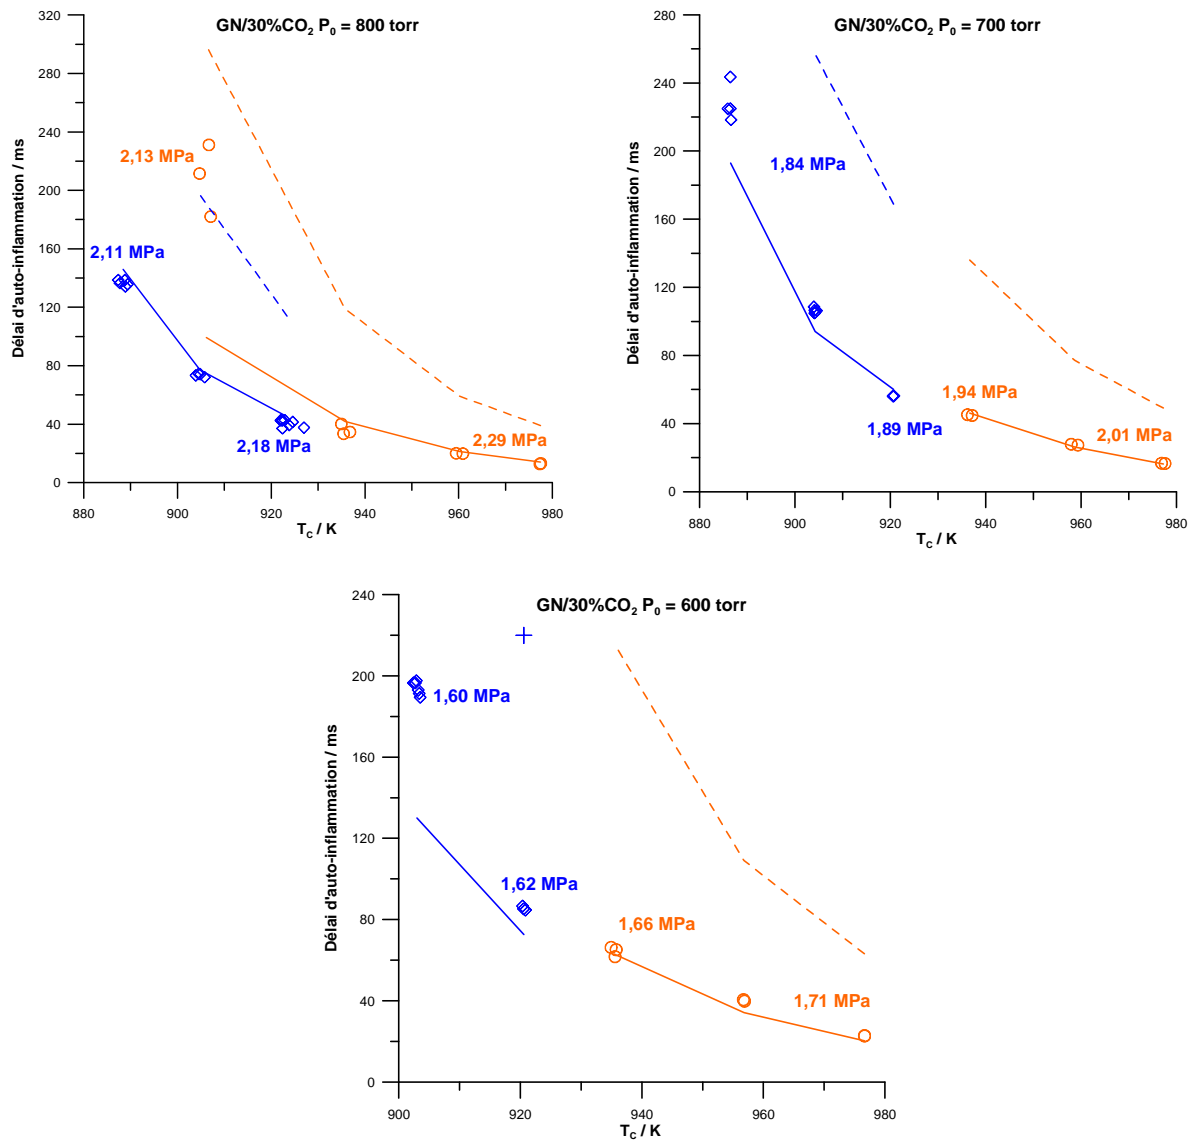 GN/30%CO₂ P₀ = 800 torr
320
280
240
200
160
120
80
40
0
Délai d'auto-inflammation / ms
2,13 MPa
2,11 MPa
2,18 MPa
2,29 MPa
880 900 920 940 960 980
T_C / K
GN/30%CO₂ P₀ = 700 torr
280
240
200
160
120
80
40
0
Délai d'auto-inflammation / ms
1,84 MPa
1,94 MPa
1,89 MPa
2,01 MPa
880 900 920 940 960 980
T_C / K
GN/30%CO₂ P₀ = 600 torr
240
200
160
120
80
40
0
Délai d'auto-inflammation / ms
1,60 MPa
1,62 MPa
1,66 MPa
1,71 MPa
900 920 940 960 980
T_C / K